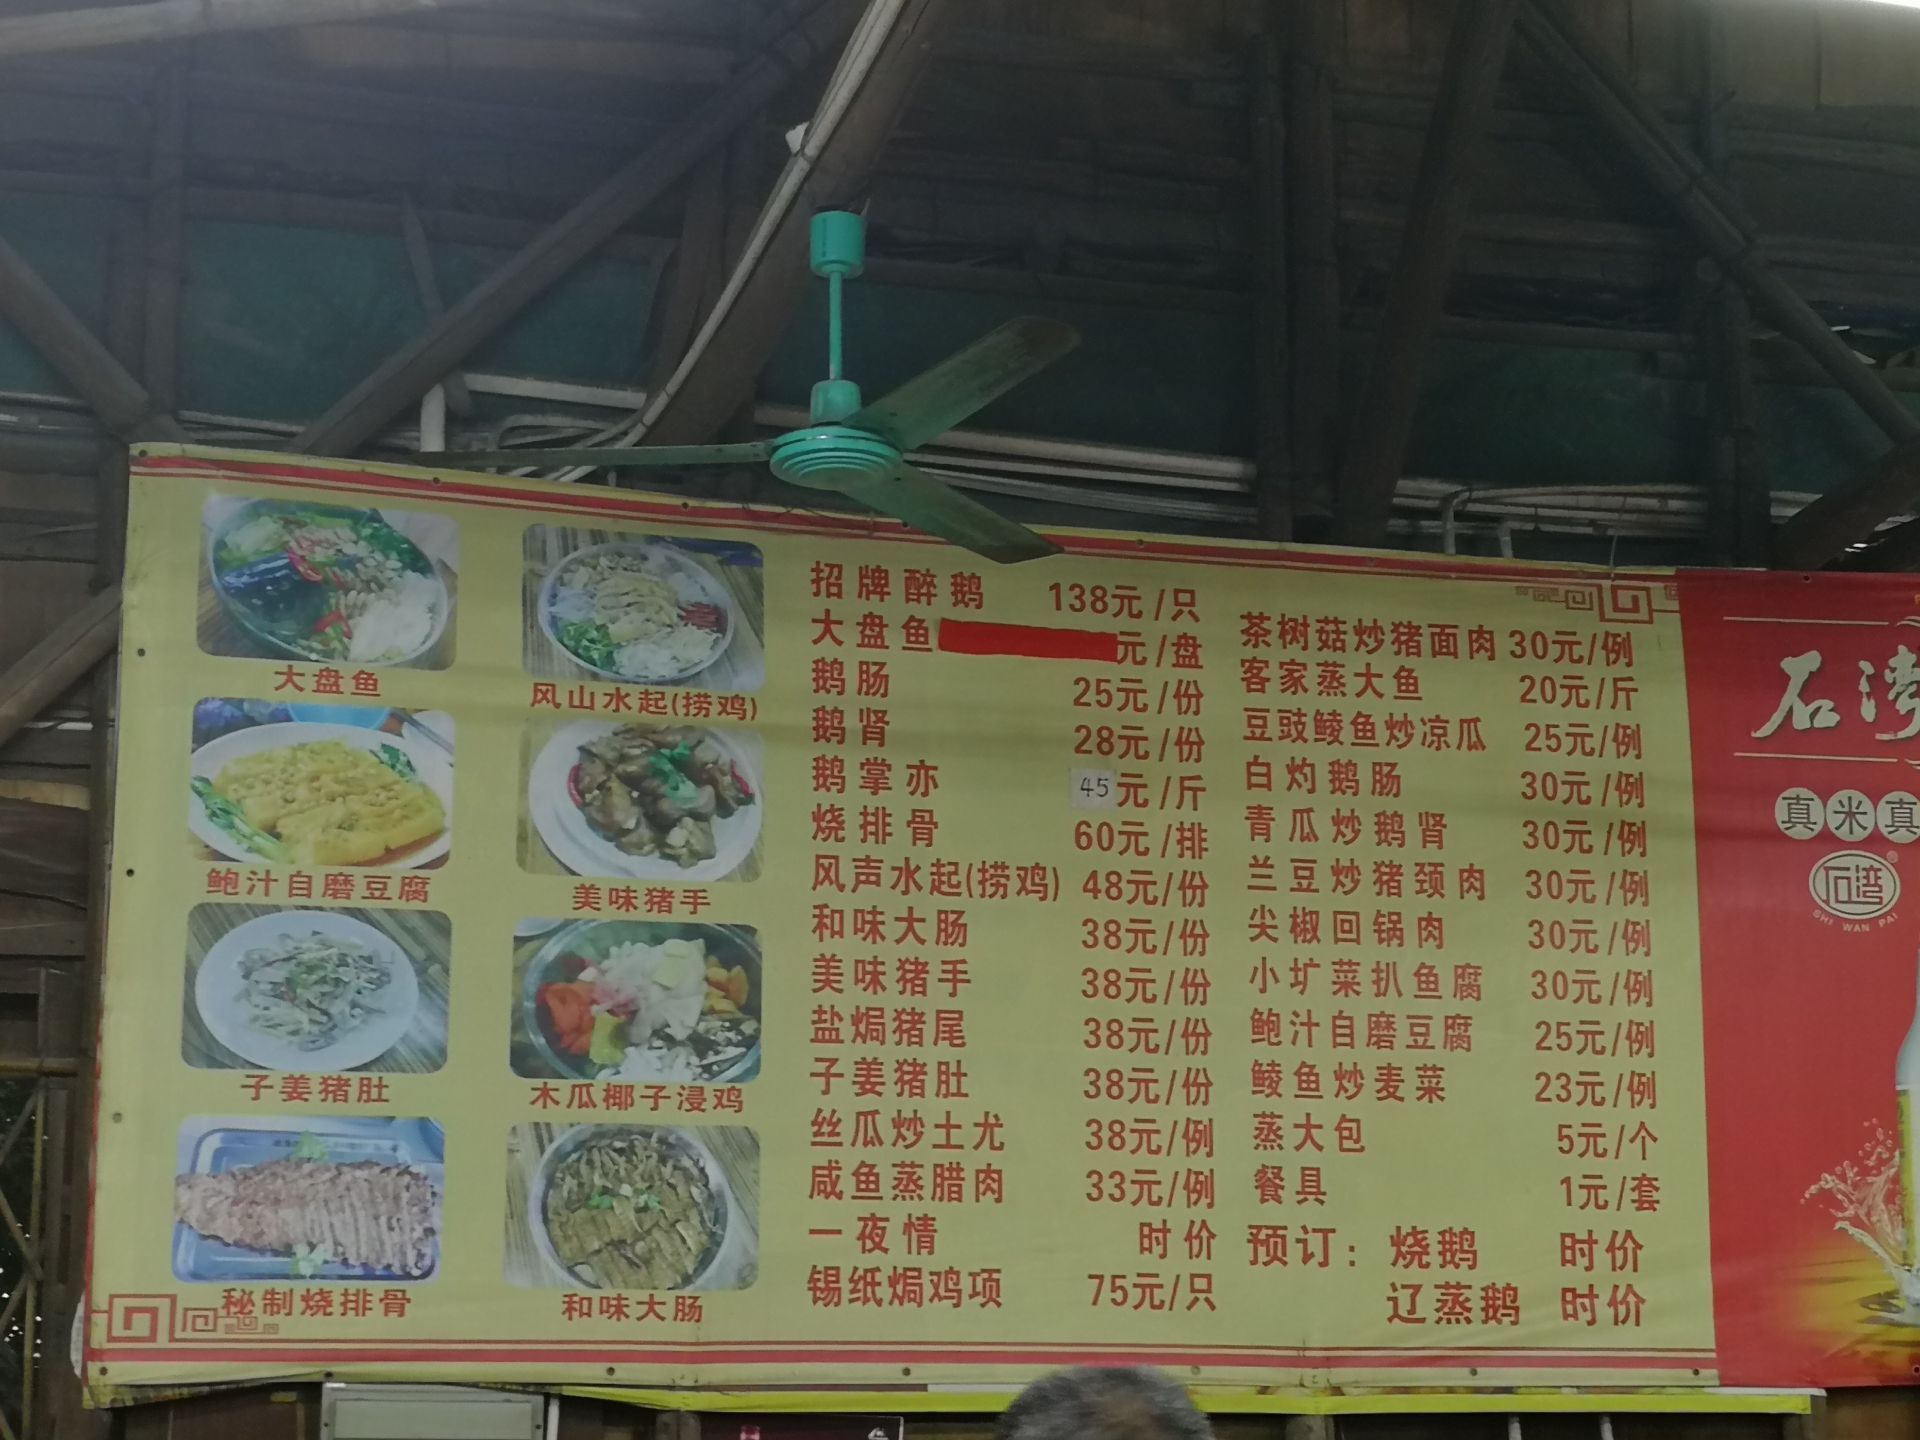 大盘鱼
风山水起(捞鸡)
鲍汁自磨豆腐
美味猪手
子姜猪肚
木瓜椰子浸鸡
秘制烧排骨
和味大肠
招牌醉鹅 138元/只
大盘鱼 元/盘
鹅肠 25元/份
鹅肾 28元/份
鹅掌亦 45元/斤
烧排骨 60元/排
风声水起(捞鸡) 48元/份
和味大肠 38元/份
美味猪手 38元/份
盐焗猪尾 38元/份
子姜猪肚 38元/份
丝瓜炒土尤 38元/例
咸鱼蒸腊肉 33元/例
一夜情 时价
锡纸焗鸡项 75元/只
茶树菇炒猪面肉 30元/例
客家蒸大鱼 20元/斤
豆豉鲮鱼炒凉瓜 25元/例
白灼鹅肠 30元/例
青瓜炒鹅肾 30元/例
兰豆炒猪颈肉 30元/例
尖椒回锅肉 30元/例
小圹菜扒鱼腐 30元/例
鲍汁自磨豆腐 25元/例
鲮鱼炒麦菜 23元/例
蒸大包 5元/个
餐具 1元/套
预订：烧鹅 时价
辽蒸鹅 时价
石湾
真米真
石湾®
SHI WAN PAI